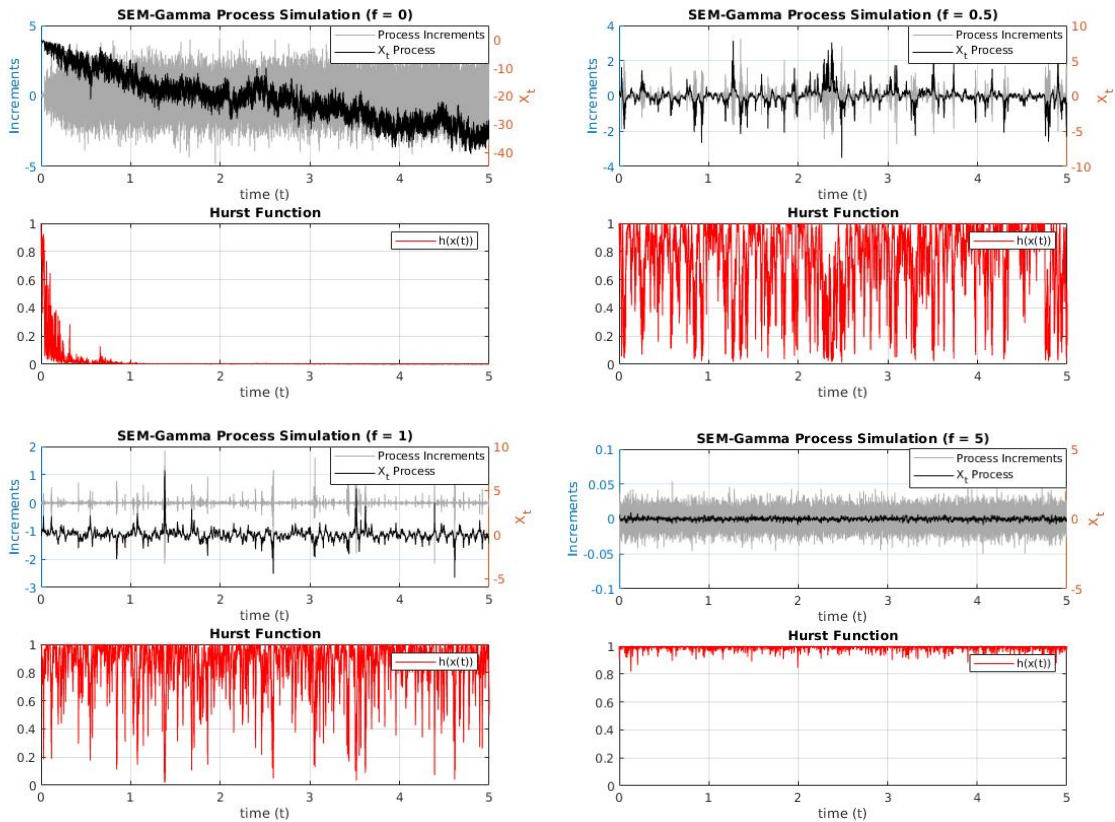 SEM-Gamma Process Simulation (f = 0)
Process Increments
X_t Process
Increments
5
0
-5
0
-10
-20
-30
-40
X_t
0 1 2 3 4 5
time (t)
Hurst Function
h(x(t))
1
0.8
0.6
0.4
0.2
0
0 1 2 3 4 5
time (t)
SEM-Gamma Process Simulation (f = 0.5)
Process Increments
X_t Process
Increments
4
2
0
-2
-4
10
5
0
-5
-10
X_t
0 1 2 3 4 5
time (t)
Hurst Function
h(x(t))
1
0.8
0.6
0.4
0.2
0
0 1 2 3 4 5
time (t)
SEM-Gamma Process Simulation (f = 1)
Process Increments
X_t Process
Increments
2
1
0
-1
-2
-3
10
5
0
-5
X_t
0 1 2 3 4 5
time (t)
Hurst Function
h(x(t))
1
0.8
0.6
0.4
0.2
0
0 1 2 3 4 5
time (t)
SEM-Gamma Process Simulation (f = 5)
Process Increments
X_t Process
Increments
0.1
0.05
0
-0.05
-0.1
5
0
-5
X_t
0 1 2 3 4 5
time (t)
Hurst Function
h(x(t))
1
0.8
0.6
0.4
0.2
0
0 1 2 3 4 5
time (t)